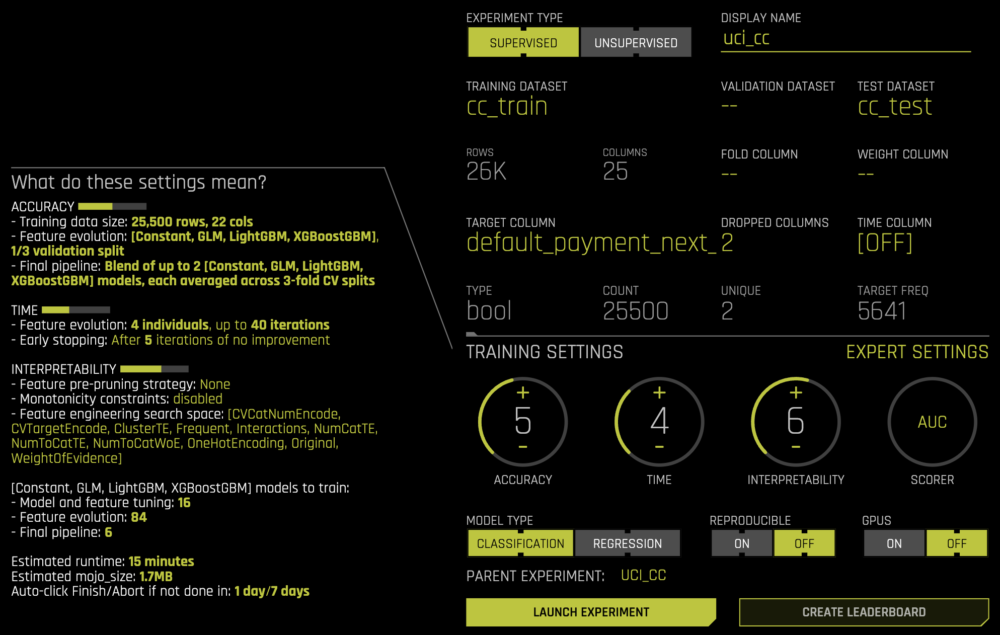 EXPERIMENT TYPE
SUPERVISED
UNSUPERVISED
DISPLAY NAME
uci_cc
TRAINING DATASET
cc_train
VALIDATION DATASET
--
TEST DATASET
cc_test
ROWS
26K
COLUMNS
25
FOLD COLUMN
--
WEIGHT COLUMN
--
TARGET COLUMN
default_payment_next_
DROPPED COLUMNS
2
TIME COLUMN
[OFF]
TYPE
bool
COUNT
25500
UNIQUE
2
TARGET FREQ
5641
What do these settings mean?
ACCURACY
- Training data size: 25,500 rows, 22 cols
- Feature evolution: [Constant, GLM, LightGBM, XGBoostGBM],
1/3 validation split
- Final pipeline: Blend of up to 2 [Constant, GLM, LightGBM,
XGBoostGBM] models, each averaged across 3-fold CV splits
TIME
- Feature evolution: 4 individuals, up to 40 iterations
- Early stopping: After 5 iterations of no improvement
INTERPRETABILITY
- Feature pre-pruning strategy: None
- Monotonicity constraints: disabled
- Feature engineering search space: [CVCatNumEncode,
CVTargetEncode, ClusterTE, Frequent, Interactions, NumCatTE,
NumToCatTE, NumToCatWoE, OneHotEncoding, Original,
WeightOfEvidence]
[Constant, GLM, LightGBM, XGBoostGBM] models to train:
- Model and feature tuning: 16
- Feature evolution: 84
- Final pipeline: 6
Estimated runtime: 15 minutes
Estimated mojo_size: 1.7MB
Auto-click Finish/Abort if not done in: 1 day/7 days
TRAINING SETTINGS
EXPERT SETTINGS
+
5
-
ACCURACY
+
4
-
TIME
+
6
-
INTERPRETABILITY
AUC
SCORER
MODEL TYPE
CLASSIFICATION
REGRESSION
REPRODUCIBLE
ON
OFF
GPUS
ON
OFF
PARENT EXPERIMENT: UCI_CC
LAUNCH EXPERIMENT
CREATE LEADERBOARD